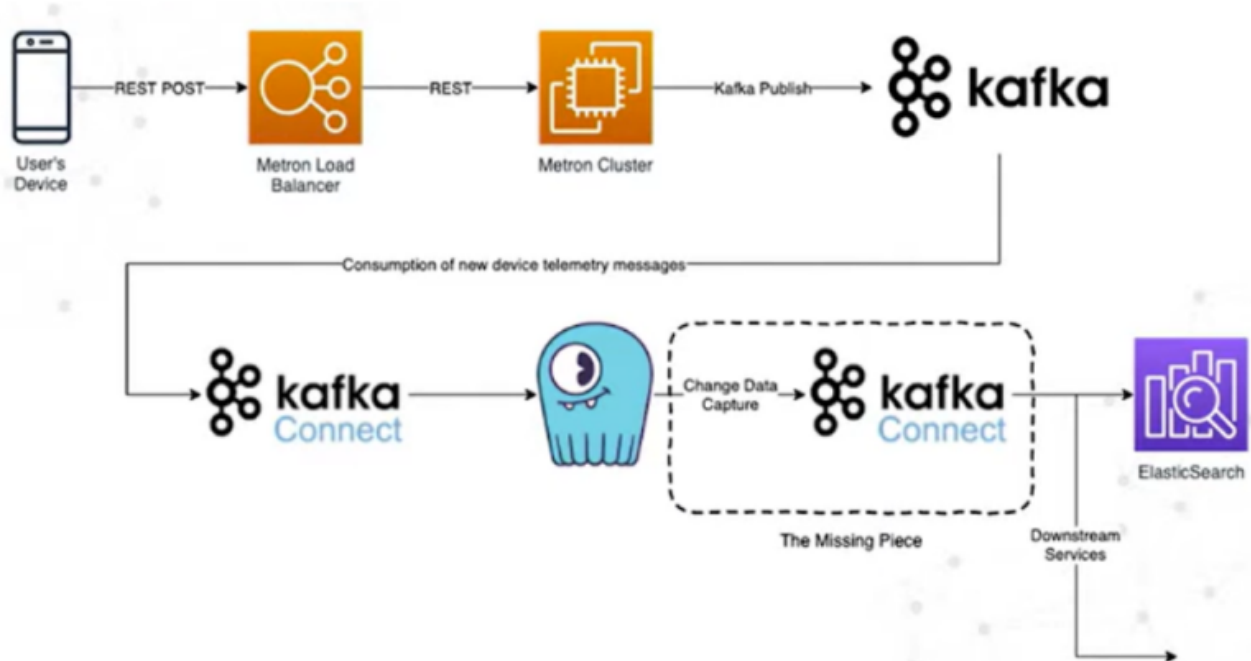 REST POST
REST
Kafka Publish
kafka
User's
Device
Metron Load
Balancer
Metron Cluster
Consumption of new device telemetry messages
kafka
Connect
Change Data
Capture
kafka
Connect
ElasticSearch
The Missing Piece
Downstream
Services